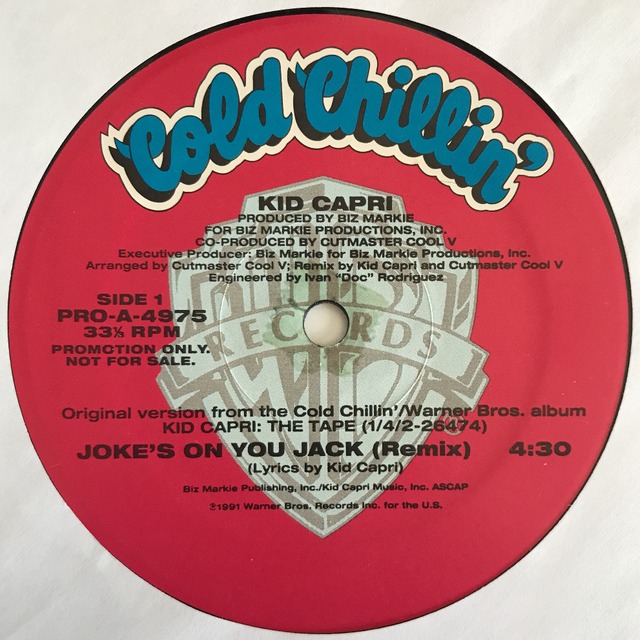 'Cold Chillin'
KID CAPRI
PRODUCED BY BIZ MARKIE
FOR BIZ MARKIE PRODUCTIONS, INC.
CO-PRODUCED BY CUTMASTER COOL V
Executive Producer: Biz Markie for Biz Markie Productions, Inc.
Arranged by Cutmaster Cool V; Remix by Kid Capri and Cutmaster Cool V
Engineered by Ivan "Doc" Rodriguez
SIDE 1
PRO-A-4975
33⅓ RPM
PROMOTION ONLY.
NOT FOR SALE.
RECORDS
®
Original version from the Cold Chillin'/Warner Bros. album
KID CAPRI: THE TAPE (1/4/2-26474)
JOKE'S ON YOU JACK (Remix) 4:30
(Lyrics by Kid Capri)
Biz Markie Publishing, Inc./Kid Capri Music, Inc. ASCAP
℗1991 Warner Bros. Records Inc. for the U.S.